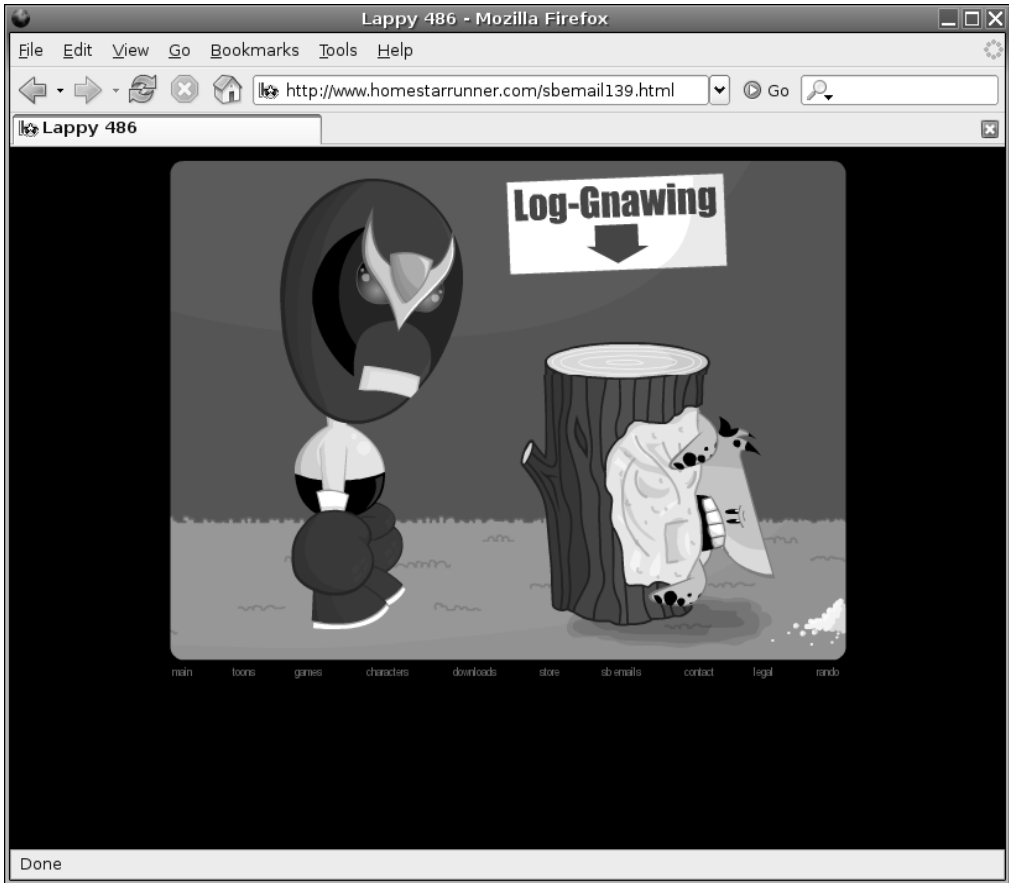 Lappy 486 - Mozilla Firefox
File Edit View Go Bookmarks Tools Help
http://www.homestarrunner.com/sbemail139.html Go
Lappy 486
Log-Gnawing
main toons games characters downloads store sb emails contact legal rando
Done